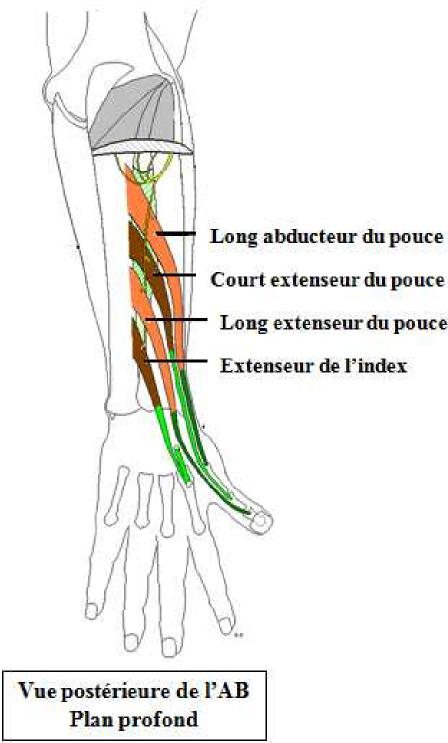 Long abducteur du pouce
Court extenseur du pouce
Long extenseur du pouce
Extenseur de l'index
Vue postérieure de l'AB
Plan profond